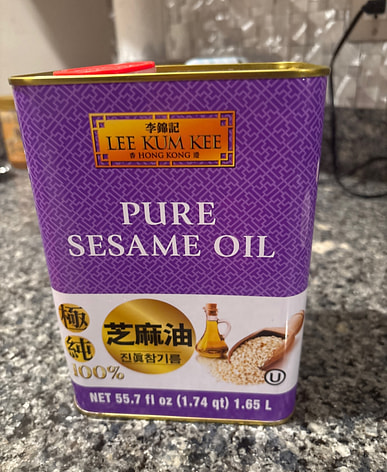 李錦記
LEE KUM KEE
香 HONG KONG 港
PURE
SESAME OIL
極純
100%
芝麻油
진眞참기름
U
NET 55.7 fl oz (1.74 qt) 1.65 L